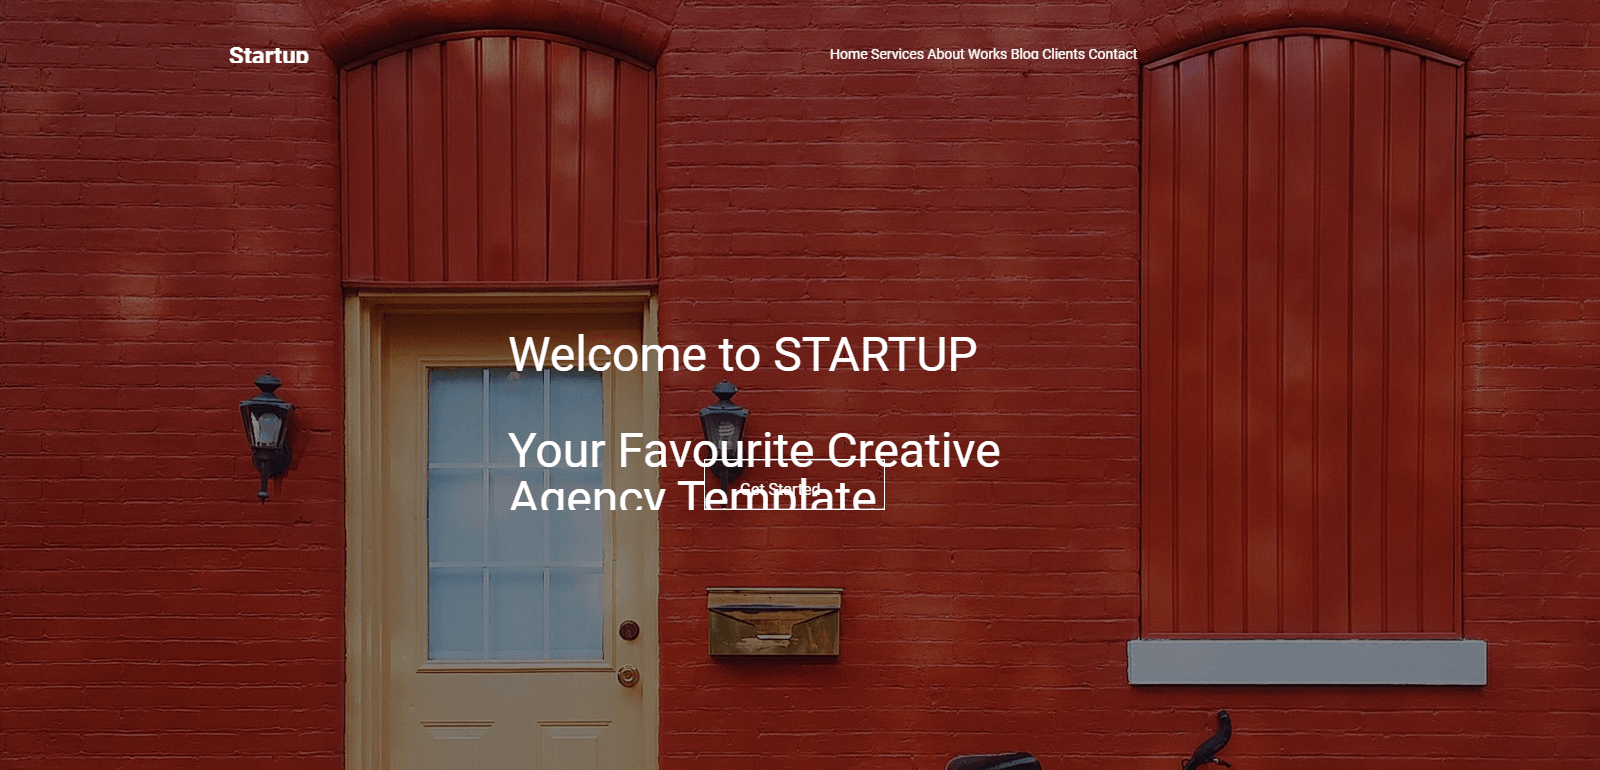 Startup
Home Services About Works Blog Clients Contact
Welcome to STARTUP
Your Favourite Creative
Agency Template
Get Started